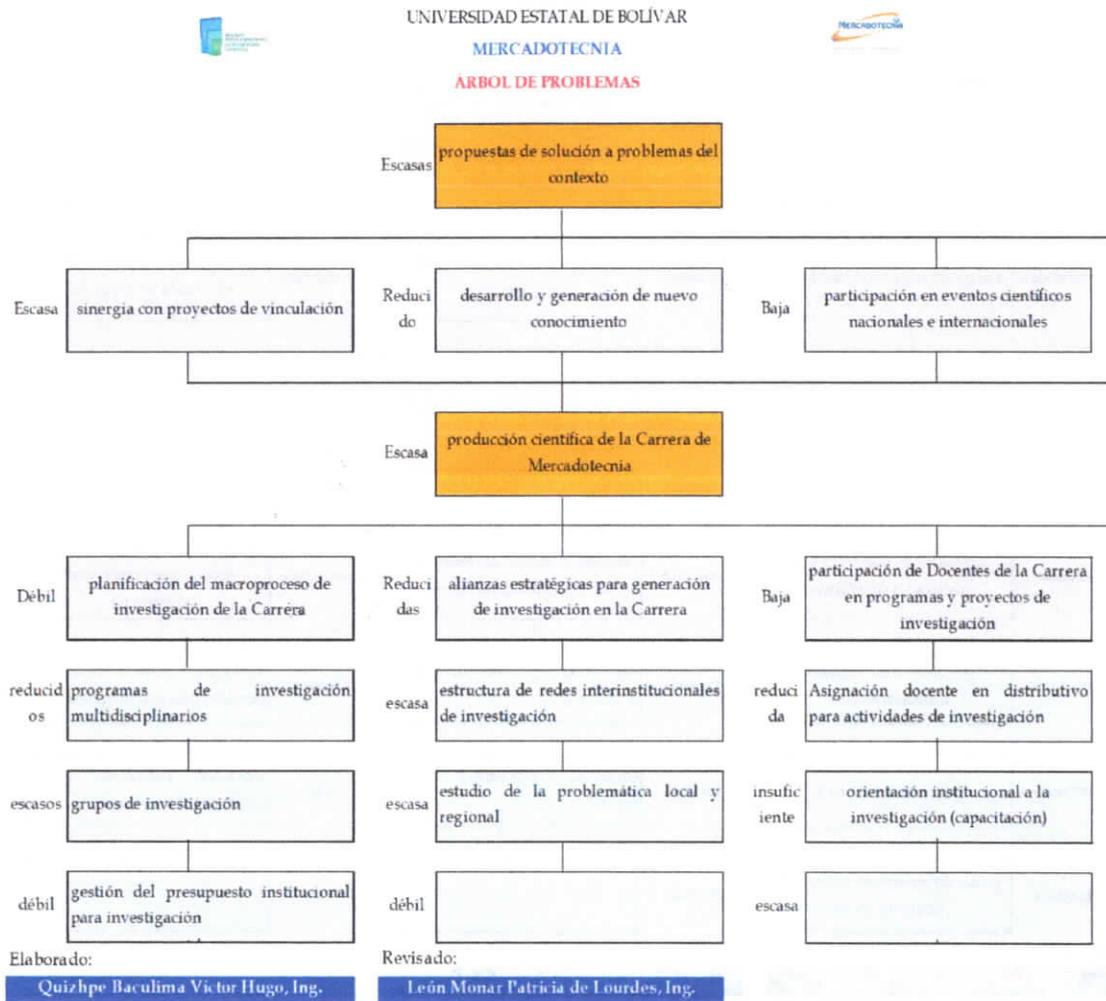 UNIVERSIDAD ESTATAL DE BOLÍVAR
MERCADOTECNIA
MERCADOTECNIA
ÁRBOL DE PROBLEMAS
Escasas
propuestas de solución a problemas del
contexto
Escasa
sinergia con proyectos de vinculación
Reduci
do
desarrollo y generación de nuevo
conocimiento
Baja
participación en eventos científicos
nacionales e internacionales
Escasa
producción científica de la Carrera de
Mercadotecnia
Débil
planificación del macroproceso de
investigación de la Carrera
Reduci
das
alianzas estratégicas para generación
de investigación en la Carrera
Baja
participación de Docentes de la Carrera
en programas y proyectos de
investigación
reducid
os
programas de investigación
multidisciplinarios
escasa
estructura de redes interinstitucionales
de investigación
reduci
da
Asignación docente en distributivo
para actividades de investigación
escasos
grupos de investigación
escasa
estudio de la problemática local y
regional
insufic
iente
orientación institucional a la
investigación (capacitación)
débil
gestión del presupuesto institucional
para investigación
débil
escasa
Elaborado:
Quizhpe Baculima Victor Hugo, Ing.
Revisado:
León Monar Patricia de Lourdes, Ing.